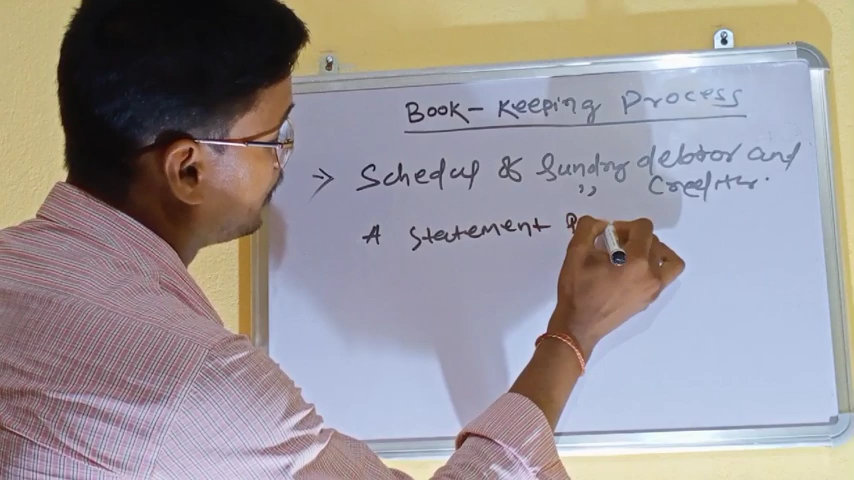 Book - Keeping Process
→ Schedul of Sundry debtor and
,, Creditor.
A Statement P